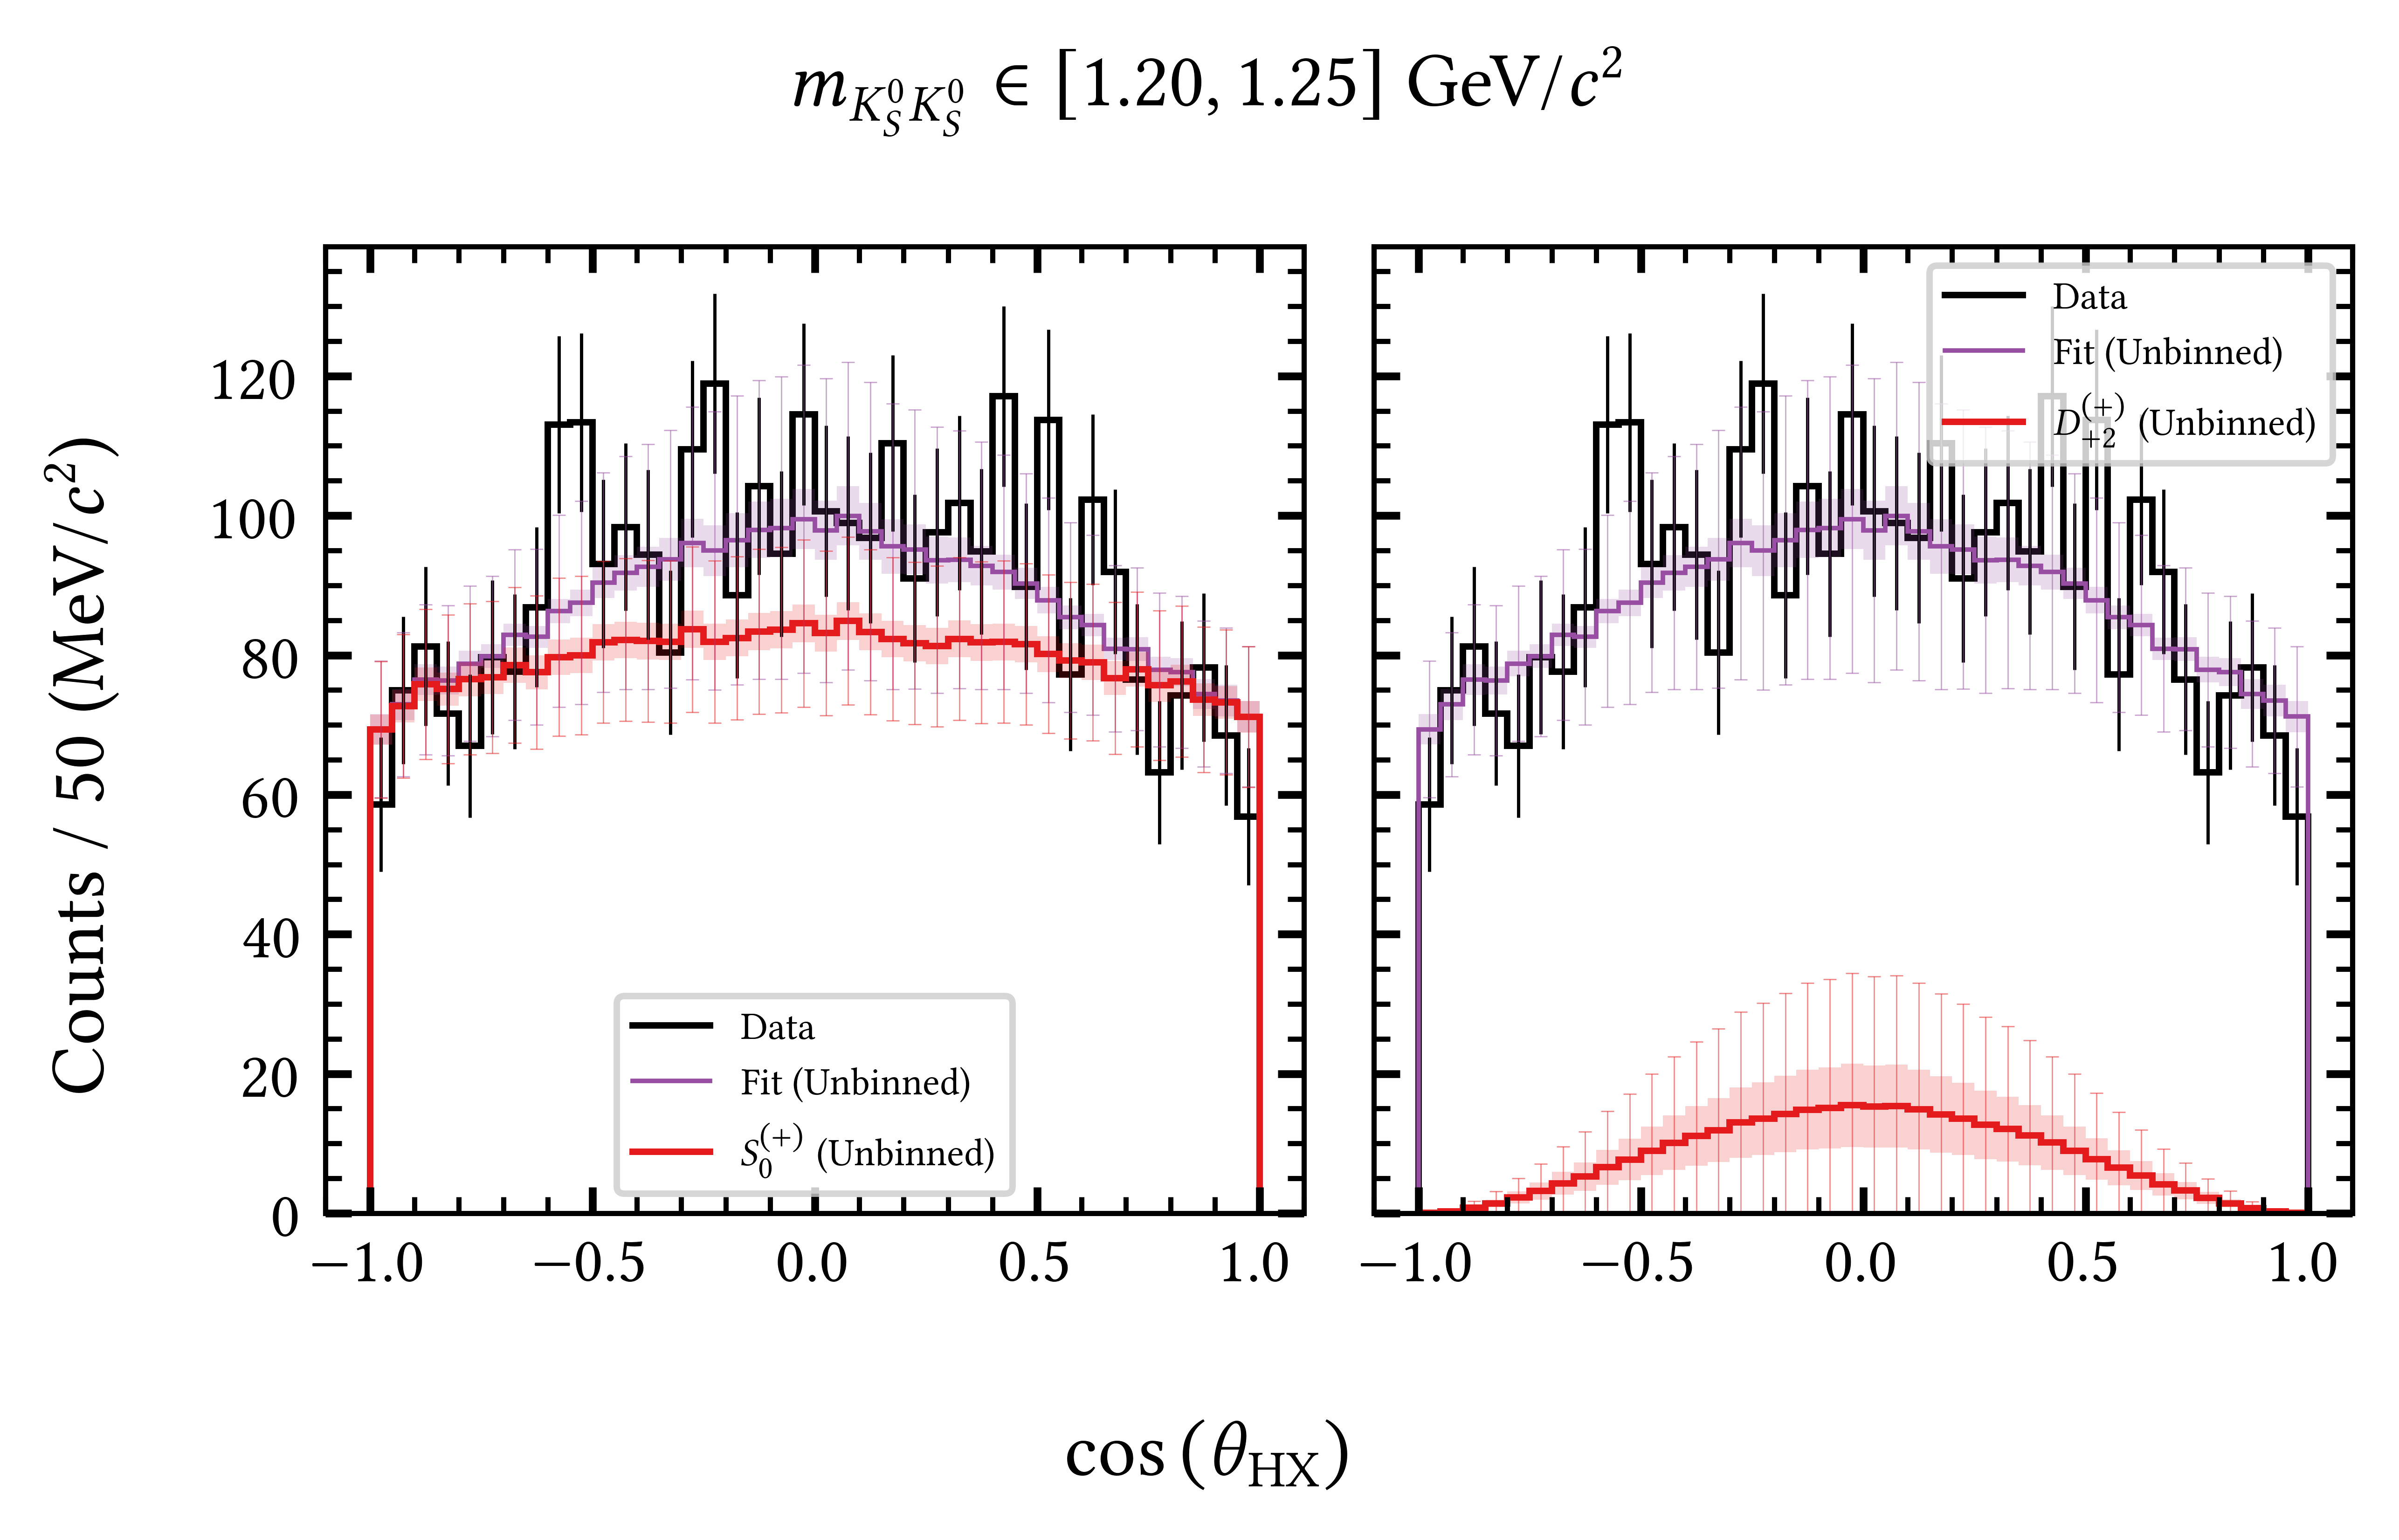 m_{K_S^0 K_S^0} ∈ [1.20, 1.25] GeV/c²
Counts / 50 (MeV/c²)
120
100
80
60
40
20
0
Data
Fit (Unbinned)
S_0^{(+)} (Unbinned)
−1.0 −0.5 0.0 0.5 1.0
Data
Fit (Unbinned)
D_{+2}^{(+)} (Unbinned)
−1.0 −0.5 0.0 0.5 1.0
cos (θ_HX)